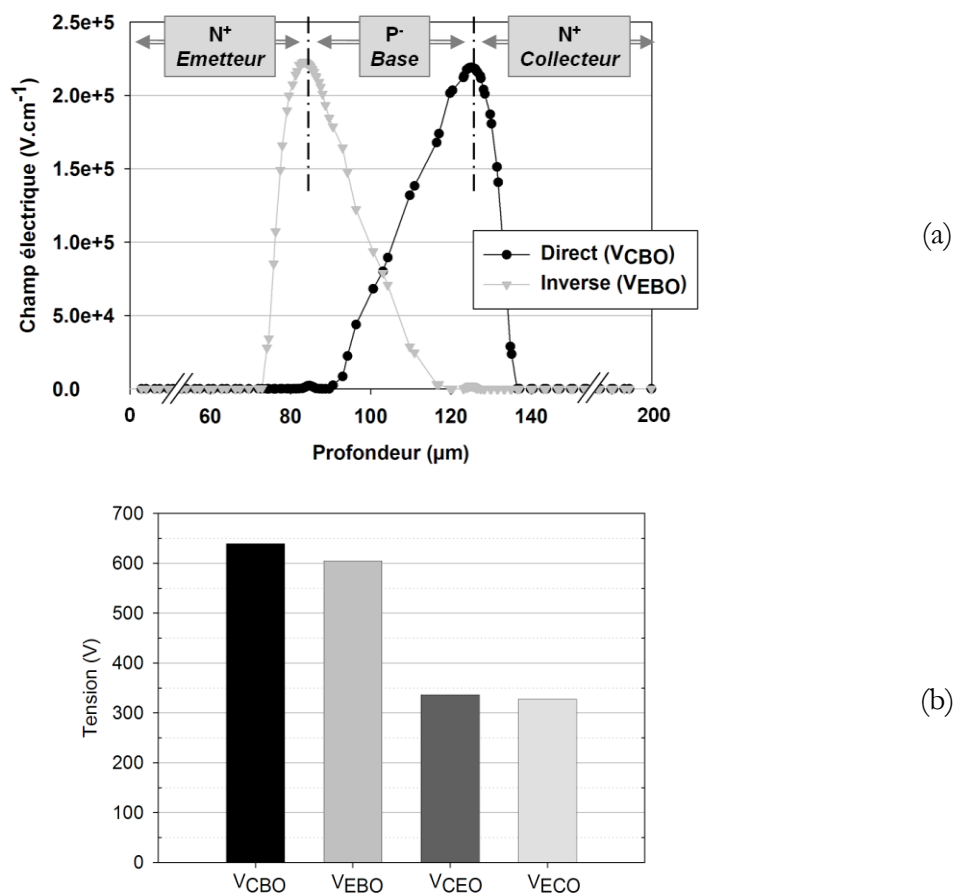 2.5e+5
2.0e+5
1.5e+5
1.0e+5
5.0e+4
0.0
Champ électrique (V.cm-1)
N+
Emetteur
P-
Base
N+
Collecteur
Direct (VCBO)
Inverse (VEBO)
0 60 80 100 120 140 200
Profondeur (µm)
(a)
700
600
500
400
300
200
100
0
Tension (V)
VCBO VEBO VCEO VECO
(b)